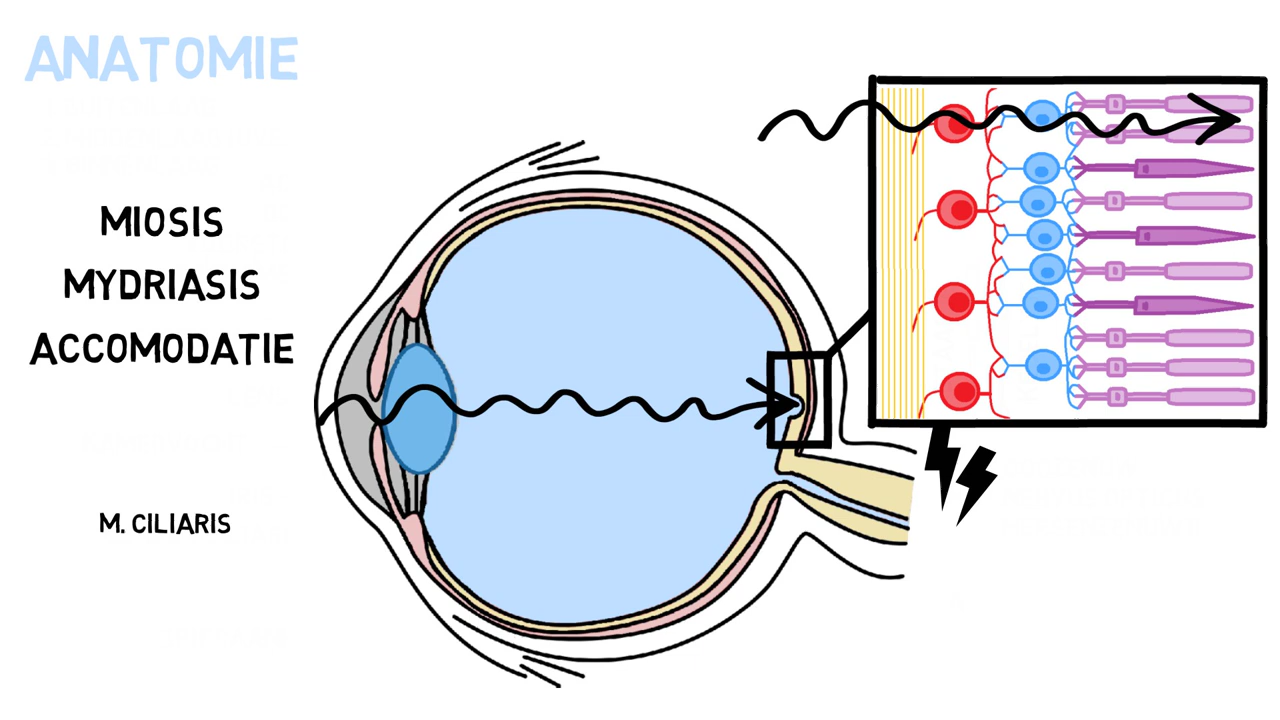 ANATOMIE
MIOSIS
MYDRIASIS
ACCOMODATIE
M. CILIARIS